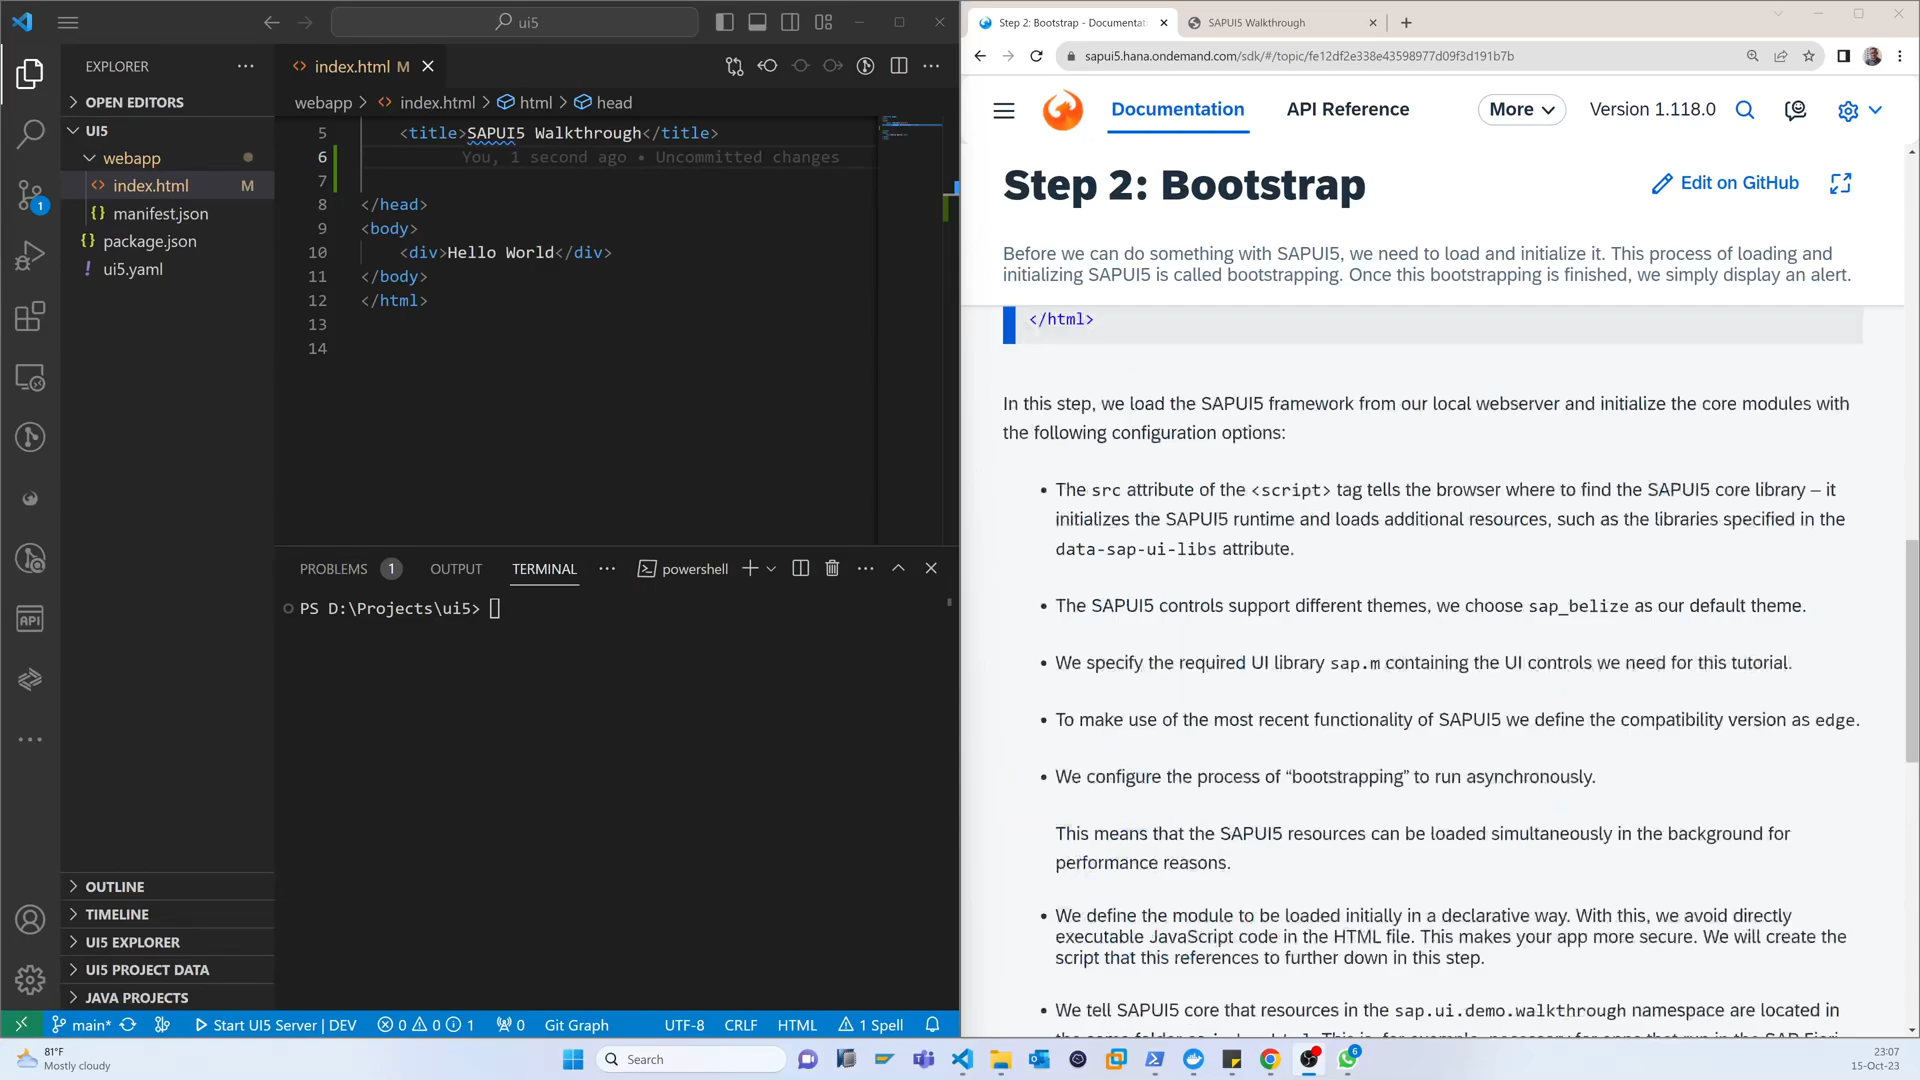 ui5
EXPLORER
OPEN EDITORS
UI5
webapp
index.html M
manifest.json
package.json
ui5.yaml
OUTLINE
TIMELINE
UI5 EXPLORER
UI5 PROJECT DATA
JAVA PROJECTS
index.html M
webapp > index.html > html > head
5 <title>SAPUI5 Walkthrough</title>
6 You, 1 second ago • Uncommitted changes
7
8 </head>
9 <body>
10 <div>Hello World</div>
11 </body>
12 </html>
13
14
PROBLEMS 1 OUTPUT TERMINAL powershell
PS D:\Projects\ui5>
1
API
main* Start UI5 Server | DEV 0 0 1 0 Git Graph UTF-8 CRLF HTML 1 Spell
Step 2: Bootstrap - Documentat
SAPUI5 Walkthrough
sapui5.hana.ondemand.com/sdk/#/topic/fe12df2e338e43598977d09f3d191b7b
Documentation API Reference More Version 1.118.0
Step 2: Bootstrap
Edit on GitHub
Before we can do something with SAPUI5, we need to load and initialize it. This process of loading and
initializing SAPUI5 is called bootstrapping. Once this bootstrapping is finished, we simply display an alert.
</html>
In this step, we load the SAPUI5 framework from our local webserver and initialize the core modules with
the following configuration options:
• The src attribute of the <script> tag tells the browser where to find the SAPUI5 core library – it
initializes the SAPUI5 runtime and loads additional resources, such as the libraries specified in the
data-sap-ui-libs attribute.
• The SAPUI5 controls support different themes, we choose sap_belize as our default theme.
• We specify the required UI library sap.m containing the UI controls we need for this tutorial.
• To make use of the most recent functionality of SAPUI5 we define the compatibility version as edge.
• We configure the process of “bootstrapping” to run asynchronously.
This means that the SAPUI5 resources can be loaded simultaneously in the background for
performance reasons.
• We define the module to be loaded initially in a declarative way. With this, we avoid directly
executable JavaScript code in the HTML file. This makes your app more secure. We will create the
script that this references to further down in this step.
• We tell SAPUI5 core that resources in the sap.ui.demo.walkthrough namespace are located in
81°F
Mostly cloudy
Search
6
23:07
15-Oct-23